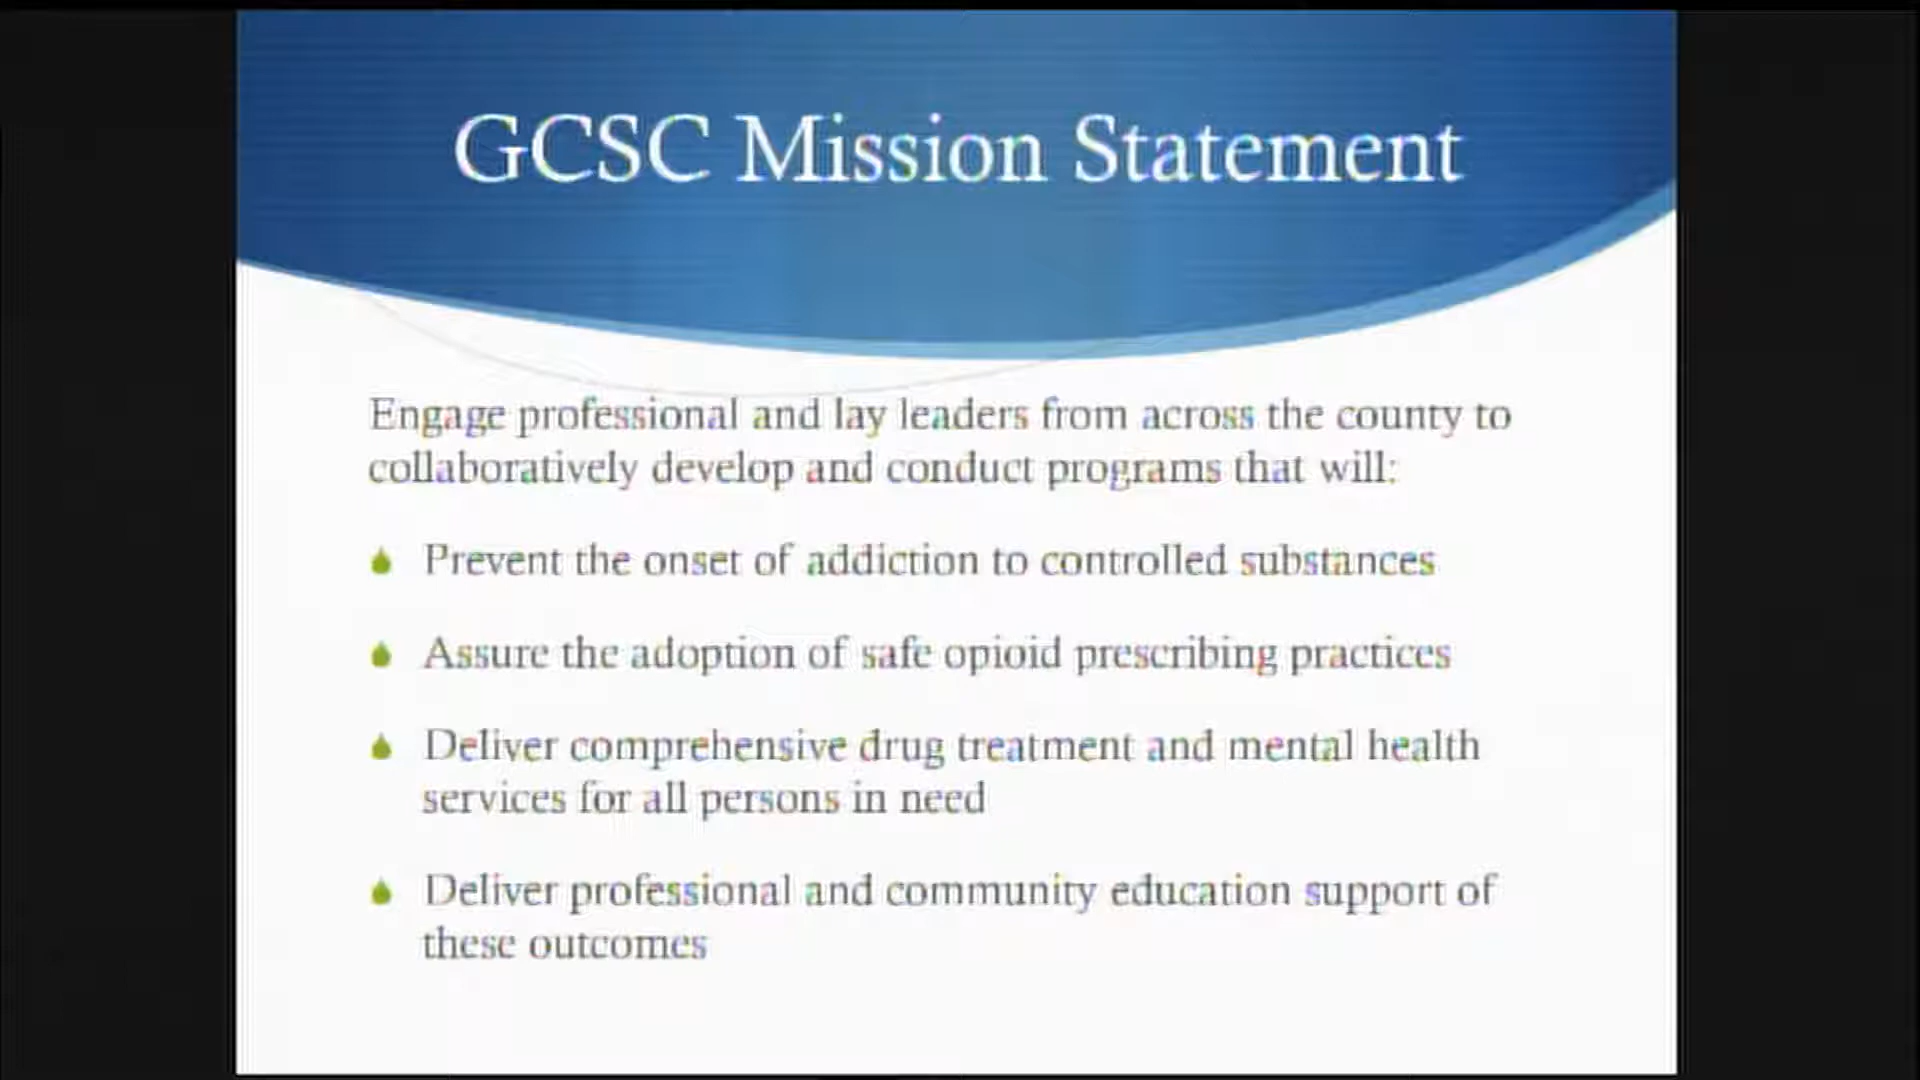 GCSC Mission Statement
Engage professional and lay leaders from across the county to
collaboratively develop and conduct programs that will:
Prevent the onset of addiction to controlled substances
Assure the adoption of safe opioid prescribing practices
Deliver comprehensive drug treatment and mental health
services for all persons in need
Deliver professional and community education support of
these outcomes